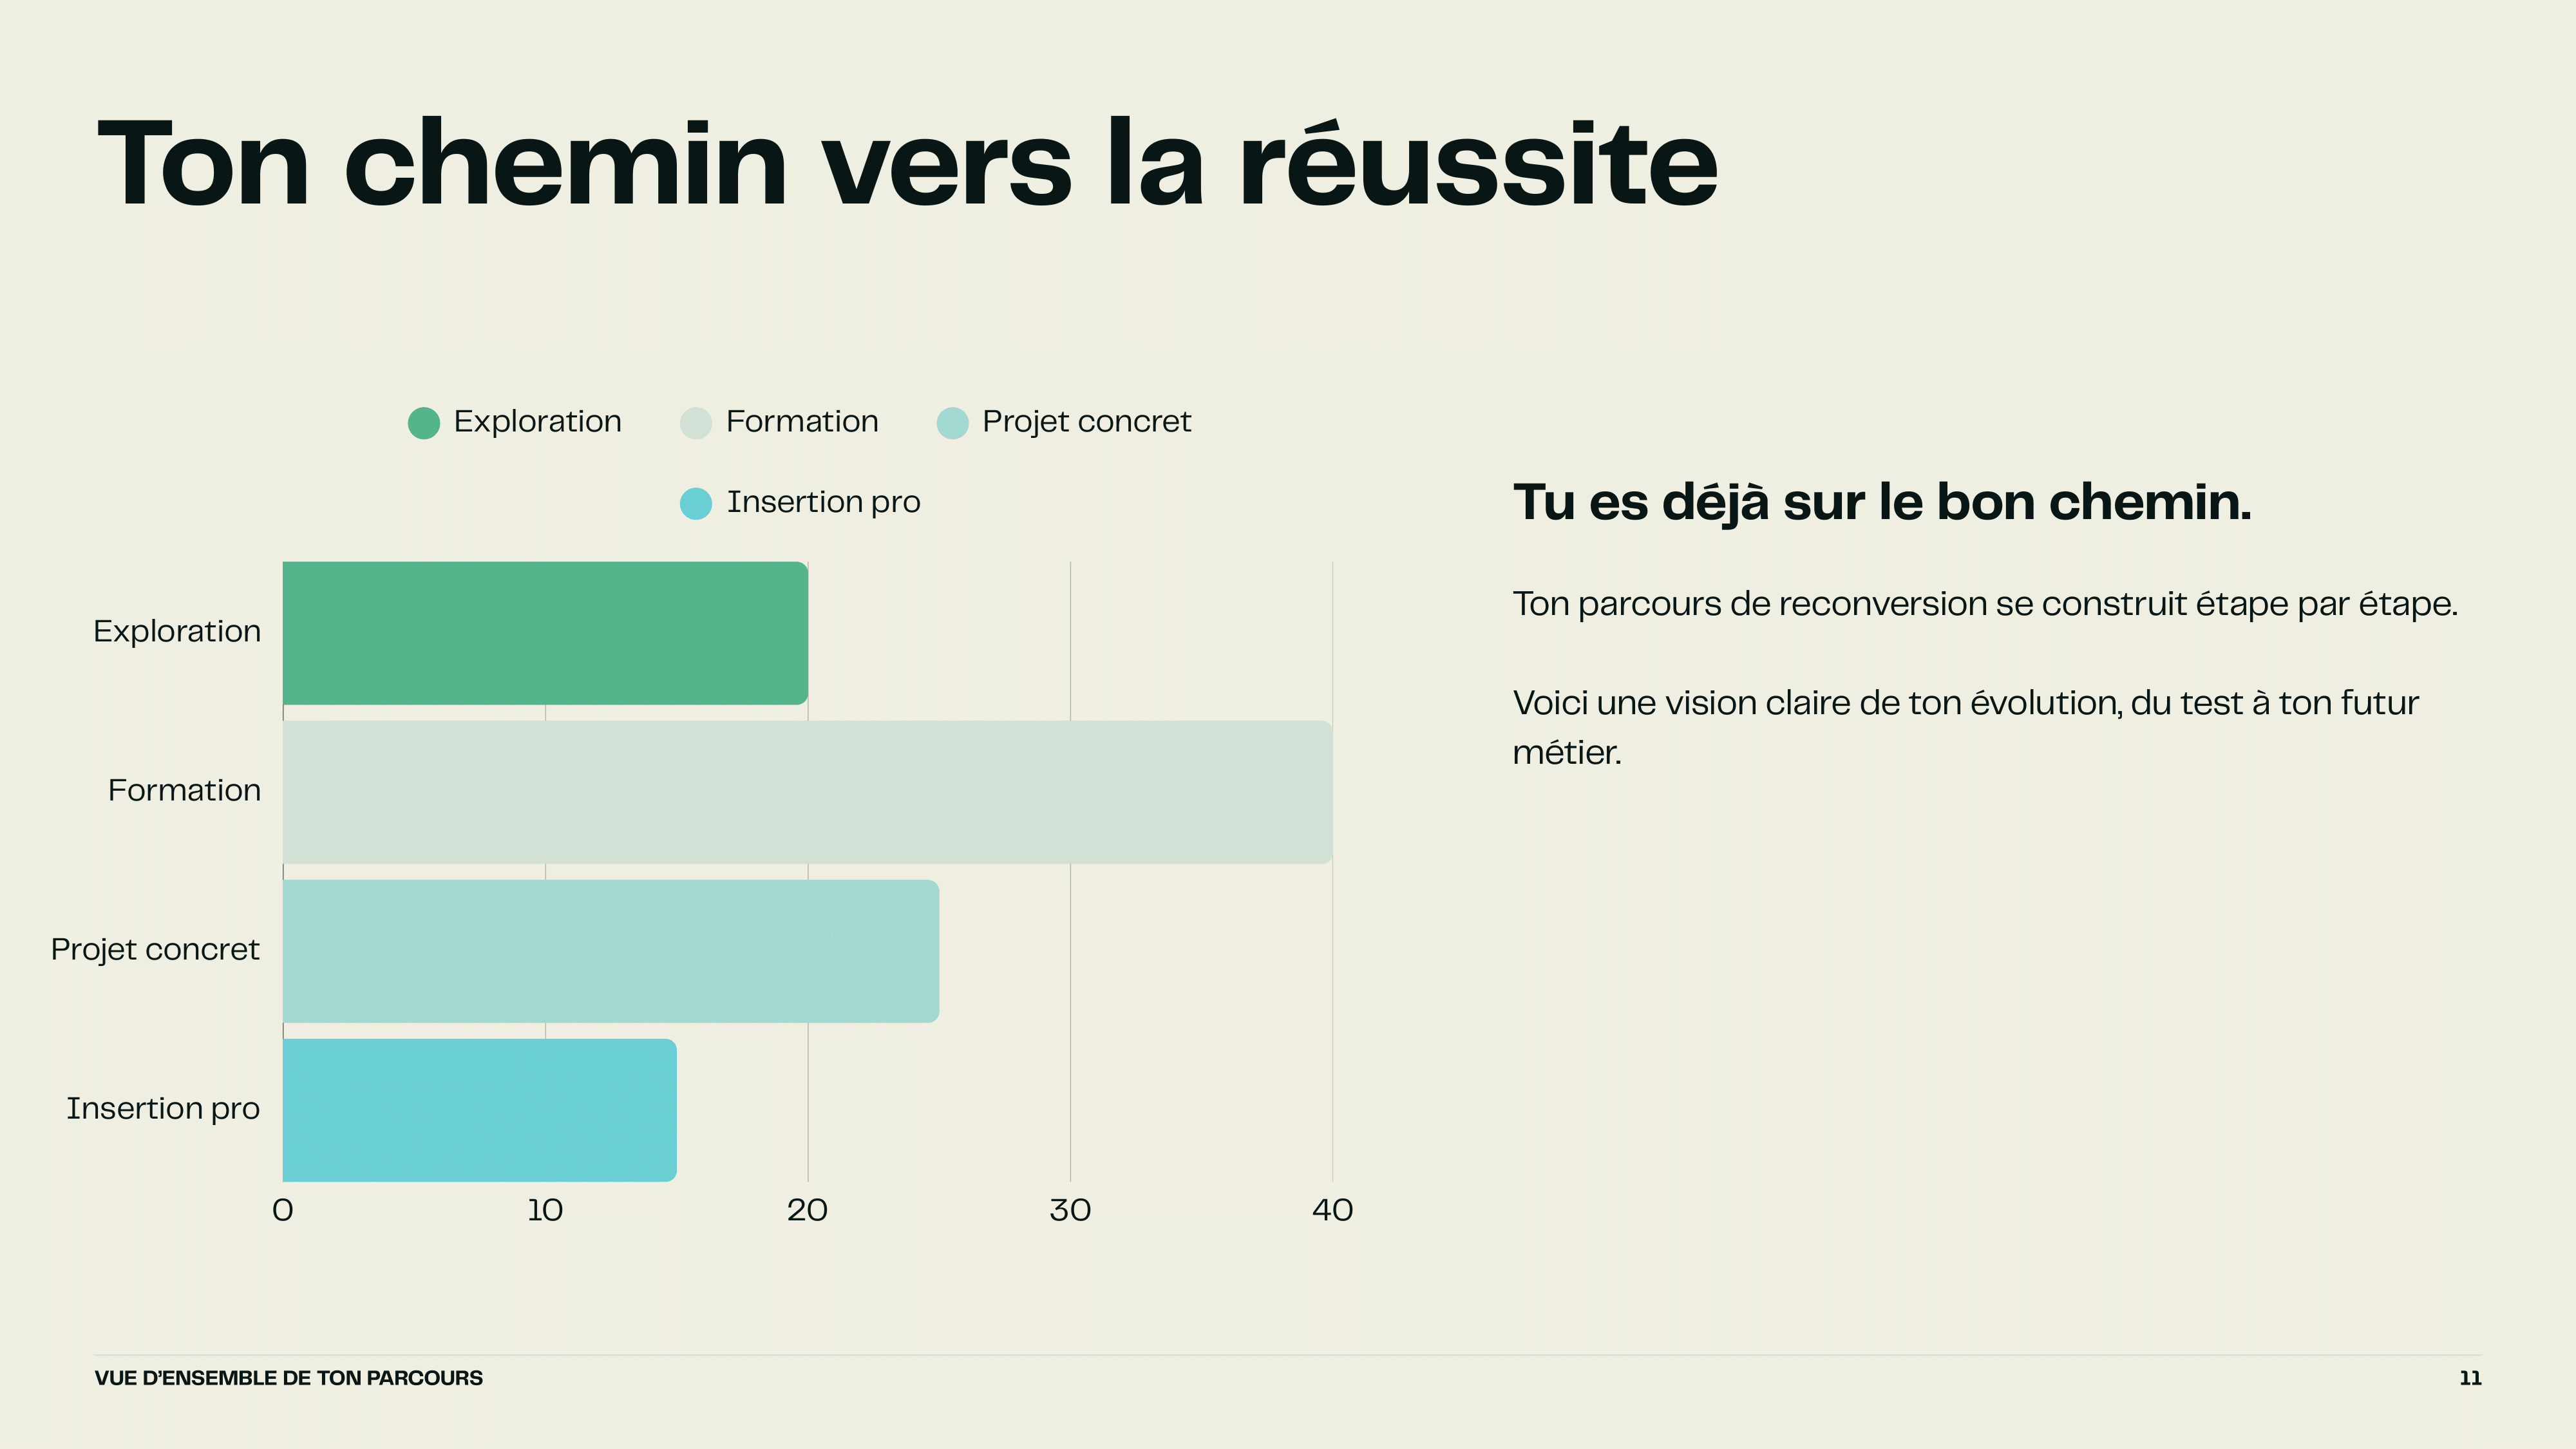 Ton chemin vers la réussite
Exploration Formation Projet concret
Insertion pro
Exploration
Formation
Projet concret
Insertion pro
0 10 20 30 40
Tu es déjà sur le bon chemin.
Ton parcours de reconversion se construit étape par étape.
Voici une vision claire de ton évolution, du test à ton futur
métier.
VUE D'ENSEMBLE DE TON PARCOURS
11